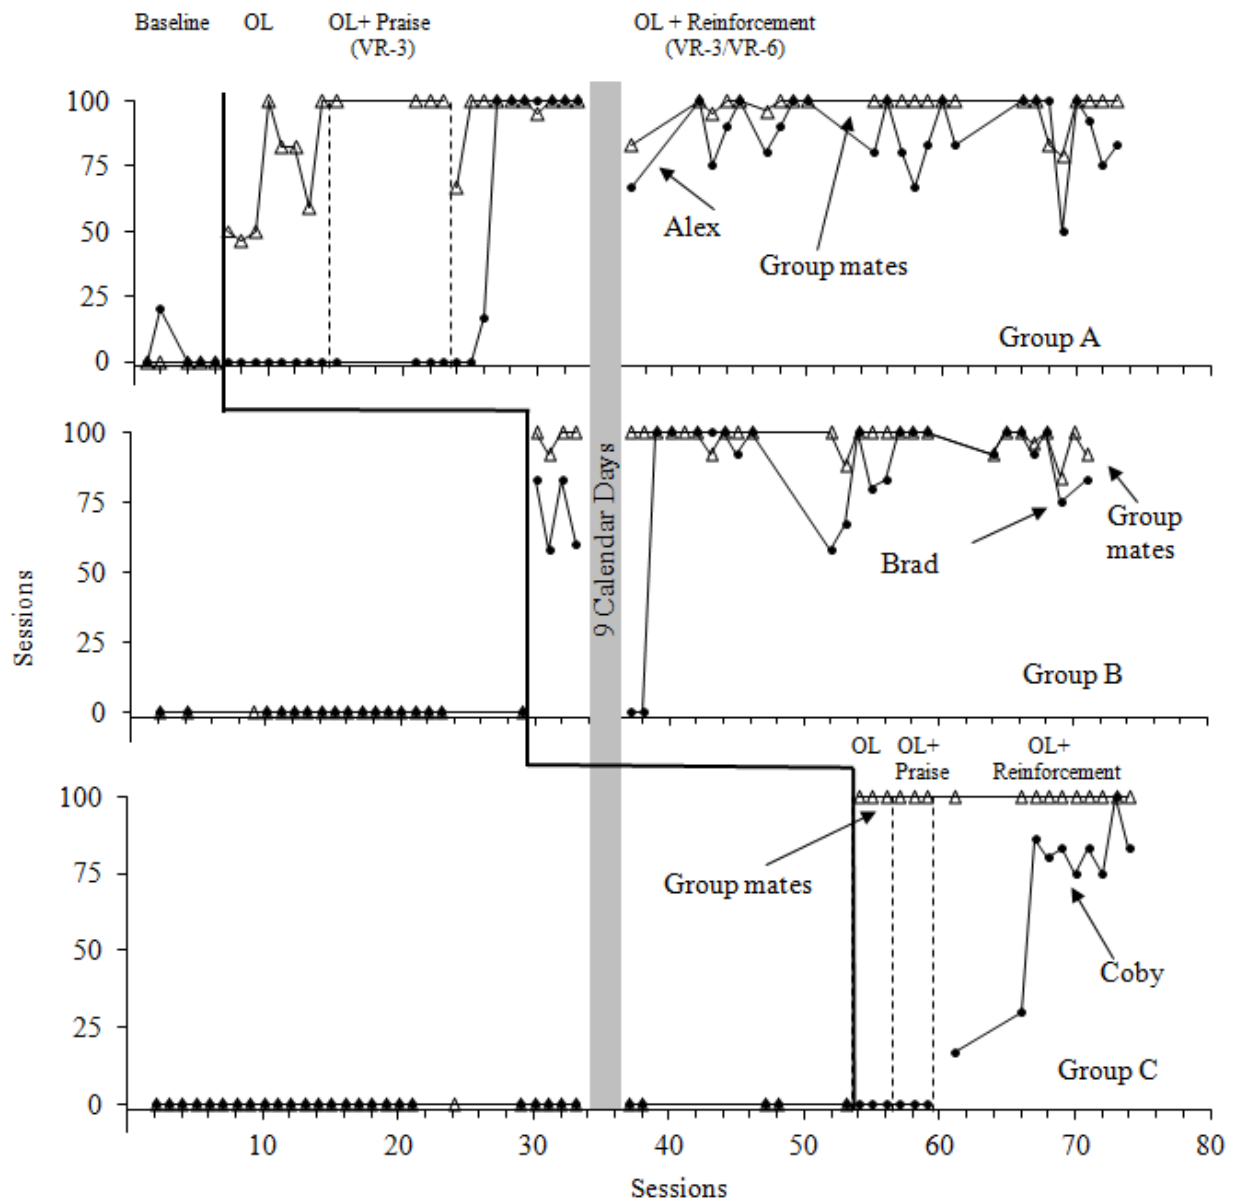 Baseline
OL
OL+ Praise
(VR-3)
OL + Reinforcement
(VR-3/VR-6)
100
75
50
25
0
Alex
Group mates
Group A
100
75
50
25
0
Sessions
9 Calendar Days
Brad
Group
mates
Group B
OL
OL+
Praise
OL+
Reinforcement
100
75
50
25
0
Group mates
Coby
Group C
10
20
30
40
50
60
70
80
Sessions